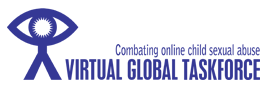 Combating online child sexual abuse
VIRTUAL GLOBAL TASKFORCE